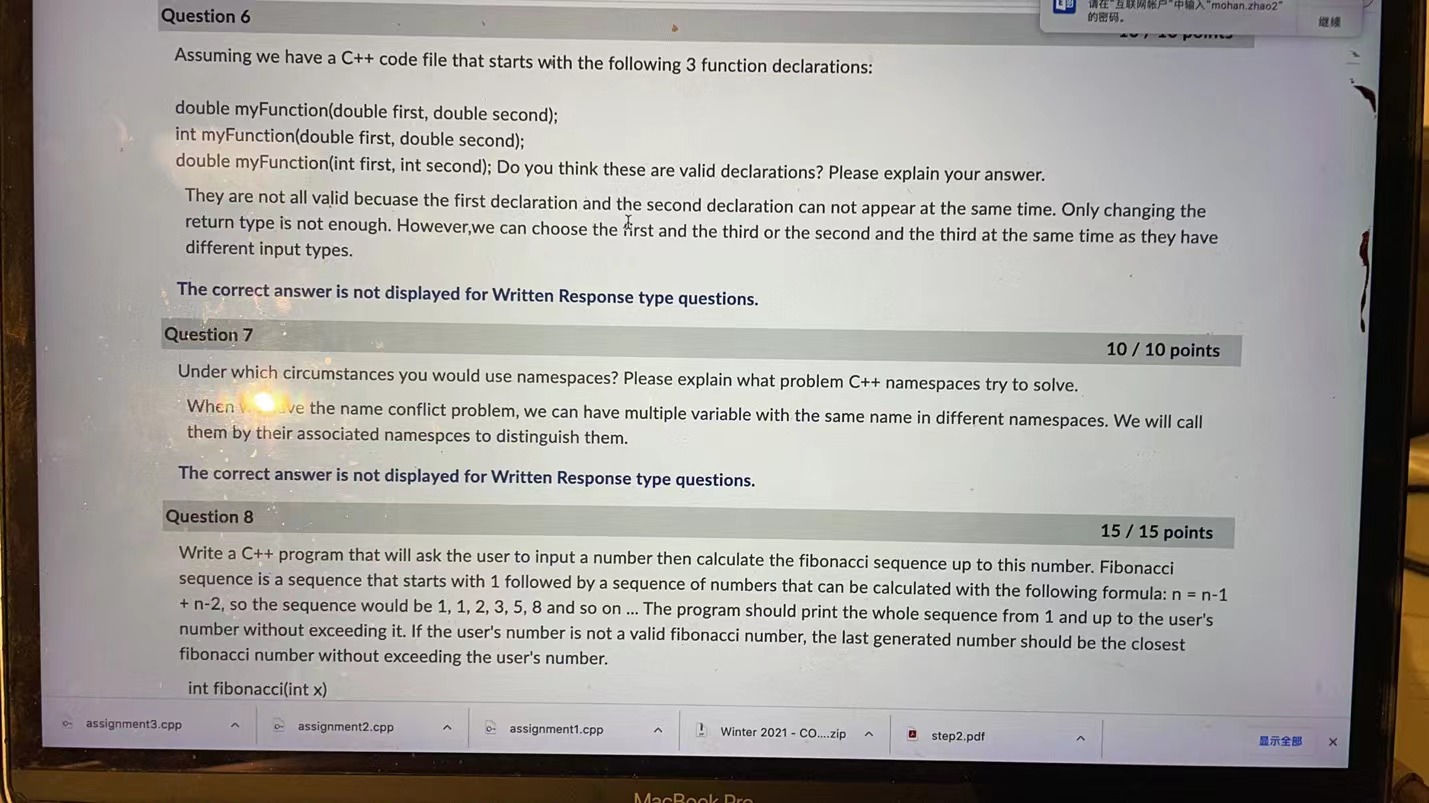 Question 6
请在"互联网帐户"中输入"mohan.zhao2"
的密码。
继续
10 / 10 points
Assuming we have a C++ code file that starts with the following 3 function declarations:
double myFunction(double first, double second);
int myFunction(double first, double second);
double myFunction(int first, int second); Do you think these are valid declarations? Please explain your answer.
They are not all valid becuase the first declaration and the second declaration can not appear at the same time. Only changing the
return type is not enough. However,we can choose the first and the third or the second and the third at the same time as they have
different input types.
The correct answer is not displayed for Written Response type questions.
Question 7
10 / 10 points
Under which circumstances you would use namespaces? Please explain what problem C++ namespaces try to solve.
When the name conflict problem, we can have multiple variable with the same name in different namespaces. We will call
them by their associated namespces to distinguish them.
The correct answer is not displayed for Written Response type questions.
Question 8
15 / 15 points
Write a C++ program that will ask the user to input a number then calculate the fibonacci sequence up to this number. Fibonacci
sequence is a sequence that starts with 1 followed by a sequence of numbers that can be calculated with the following formula: n = n-1
+ n-2, so the sequence would be 1, 1, 2, 3, 5, 8 and so on ... The program should print the whole sequence from 1 and up to the user's
number without exceeding it. If the user's number is not a valid fibonacci number, the last generated number should be the closest
fibonacci number without exceeding the user's number.
int fibonacci(int x)
assignment3.cpp
assignment2.cpp
assignment1.cpp
Winter 2021 - CO....zip
step2.pdf
显示全部
MacBook Pro